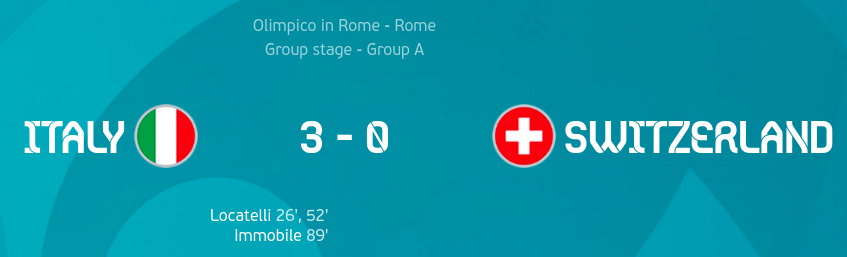 Olimpico in Rome - Rome
Group stage - Group A
ITALY 3 - 0 SWITZERLAND
Locatelli 26', 52'
Immobile 89'